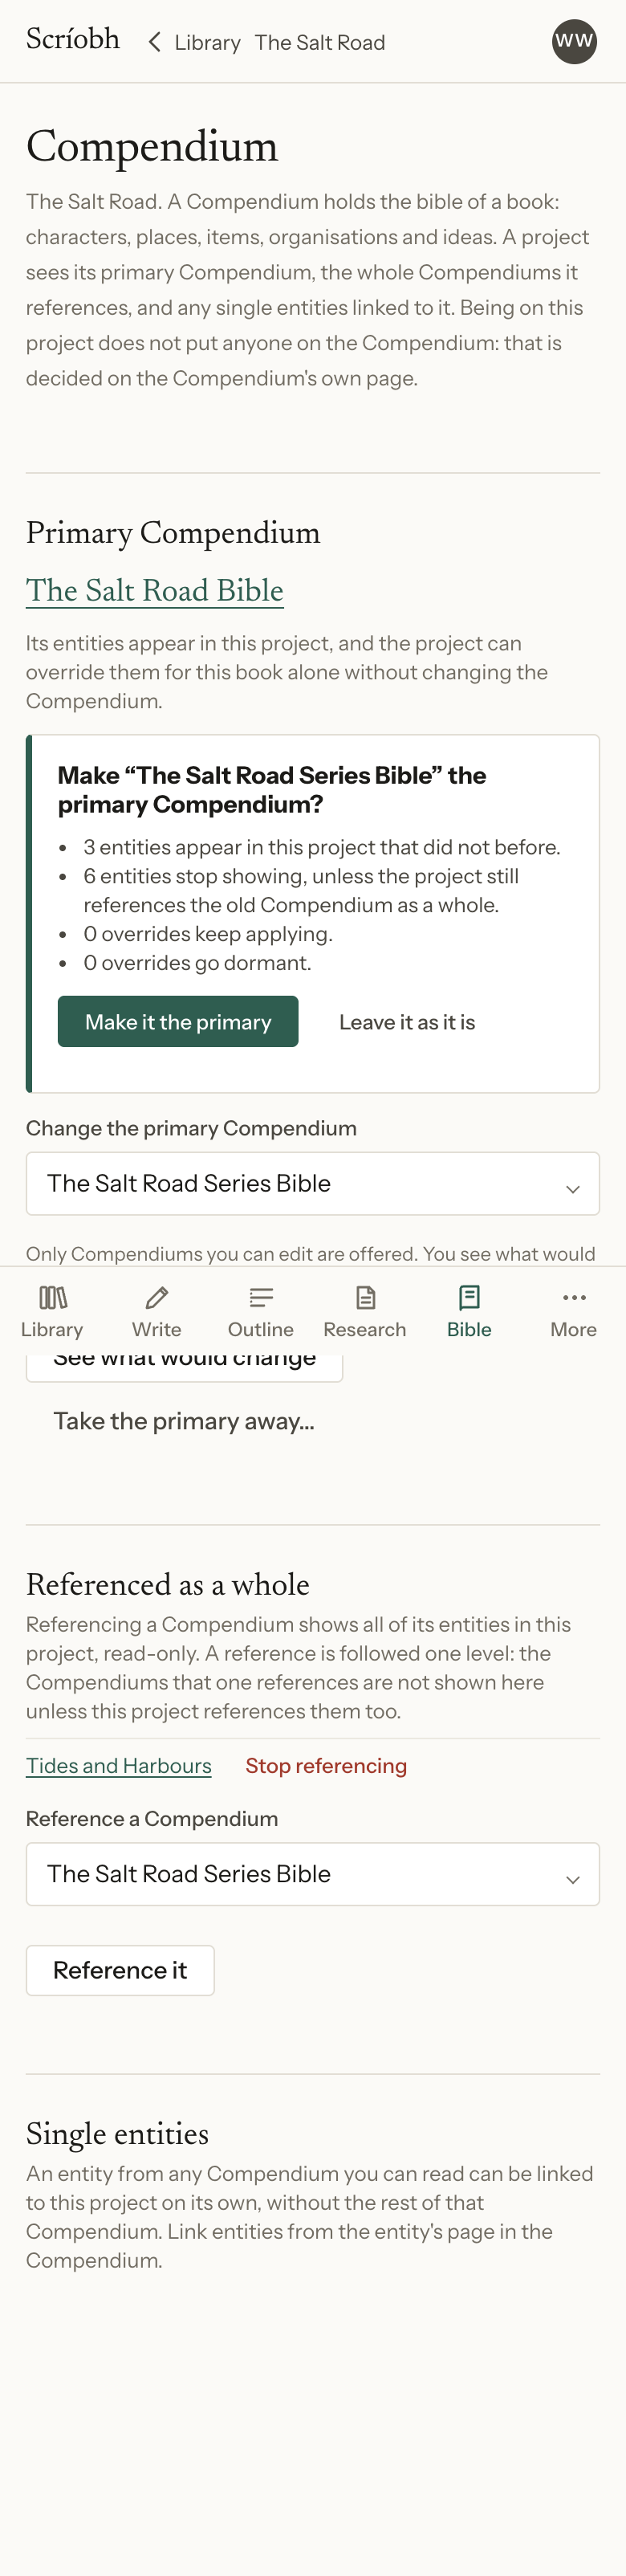 Scríobh
Library The Salt Road
WW
Compendium
The Salt Road. A Compendium holds the bible of a book:
characters, places, items, organisations and ideas. A project
sees its primary Compendium, the whole Compendiums it
references, and any single entities linked to it. Being on this
project does not put anyone on the Compendium: that is
decided on the Compendium's own page.
Primary Compendium
The Salt Road Bible
Its entities appear in this project, and the project can
override them for this book alone without changing the
Compendium.
Make “The Salt Road Series Bible” the
primary Compendium?
• 3 entities appear in this project that did not before.
• 6 entities stop showing, unless the project still
references the old Compendium as a whole.
• 0 overrides keep applying.
• 0 overrides go dormant.
Make it the primary
Leave it as it is
Change the primary Compendium
The Salt Road Series Bible
Only Compendiums you can edit are offered. You see what would
Library
Write
Outline
Research
Bible
More
See what would change
Take the primary away...
Referenced as a whole
Referencing a Compendium shows all of its entities in this
project, read-only. A reference is followed one level: the
Compendiums that one references are not shown here
unless this project references them too.
Tides and Harbours
Stop referencing
Reference a Compendium
The Salt Road Series Bible
Reference it
Single entities
An entity from any Compendium you can read can be linked
to this project on its own, without the rest of that
Compendium. Link entities from the entity's page in the
Compendium.